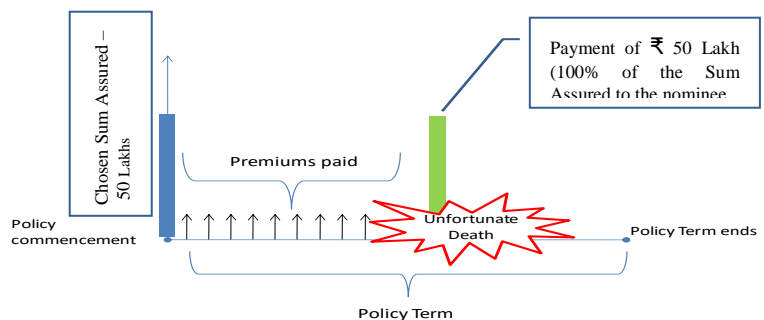 Chosen Sum Assured –
50 Lakhs
Payment of ₹ 50 Lakh
(100% of the Sum
Assured to the nominee
Premiums paid
Unfortunate
Death
Policy
commencement
Policy Term ends
Policy Term